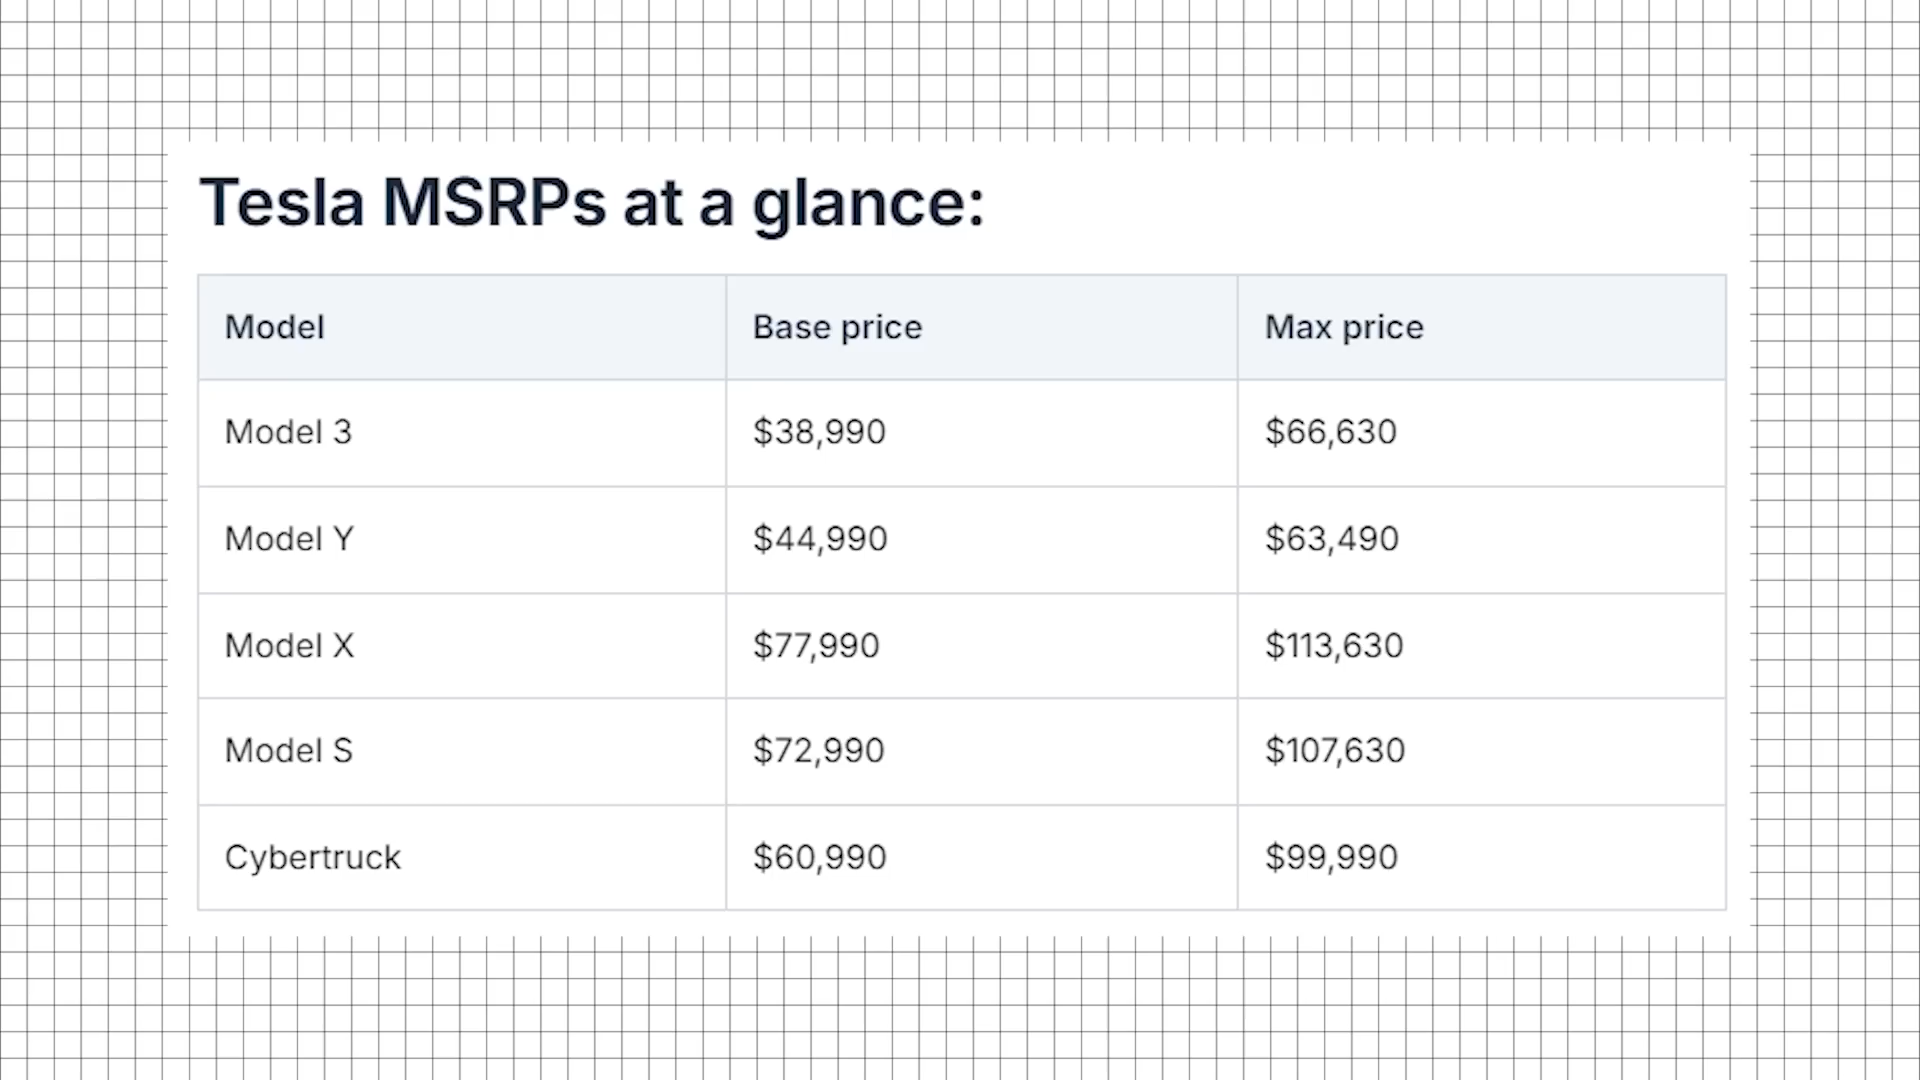 Tesla MSRPs at a glance:
Model Base price Max price
Model 3 $38,990 $66,630
Model Y $44,990 $63,490
Model X $77,990 $113,630
Model S $72,990 $107,630
Cybertruck $60,990 $99,990